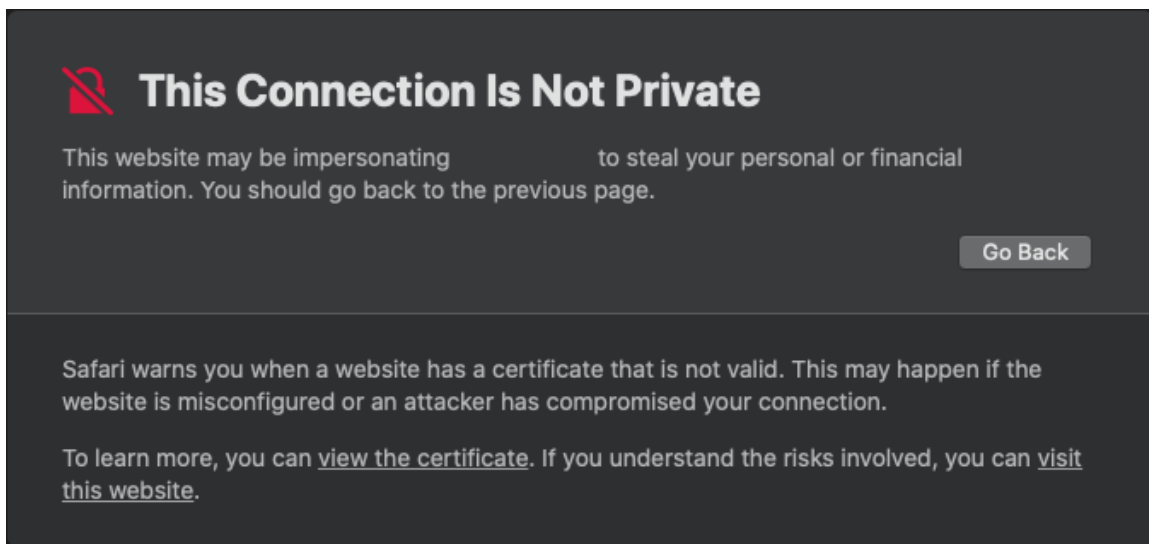 This Connection Is Not Private
This website may be impersonating to steal your personal or financial
information. You should go back to the previous page.
Go Back
Safari warns you when a website has a certificate that is not valid. This may happen if the
website is misconfigured or an attacker has compromised your connection.
To learn more, you can view the certificate. If you understand the risks involved, you can visit
this website.